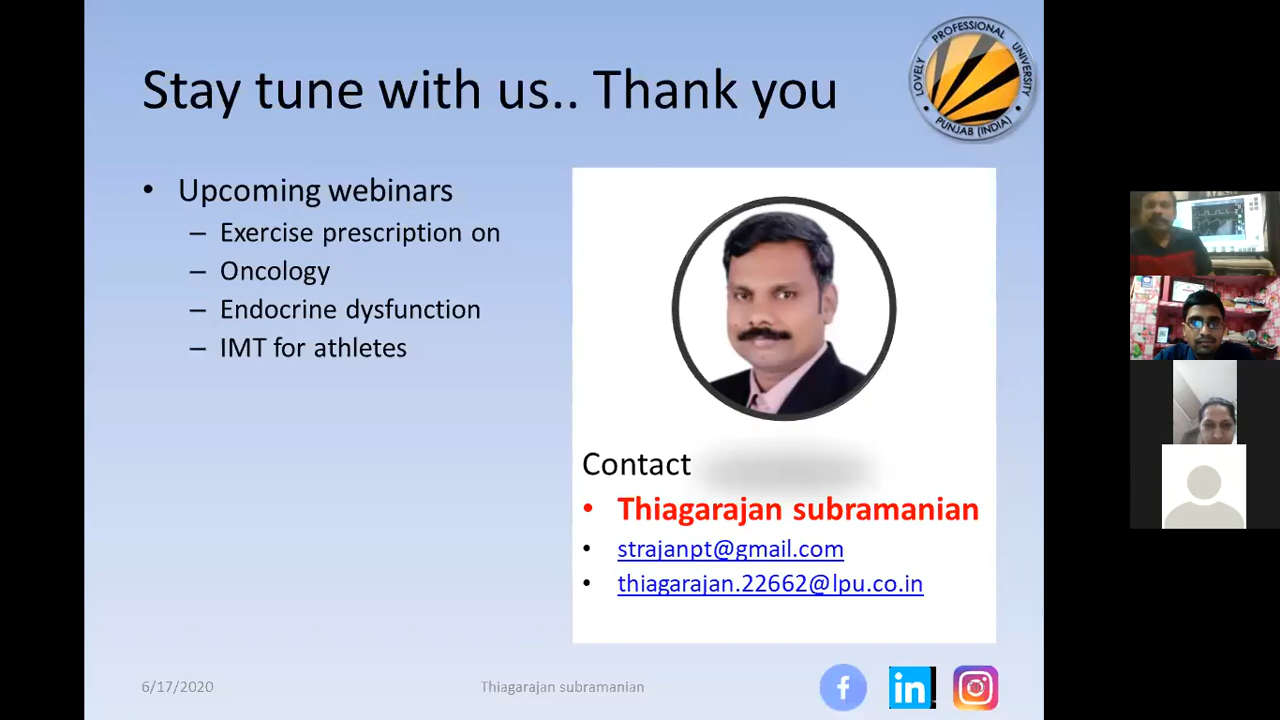 Stay tune with us.. Thank you
LOVELY PROFESSIONAL UNIVERSITY
PUNJAB (INDIA)
• Upcoming webinars
– Exercise prescription on
– Oncology
– Endocrine dysfunction
– IMT for athletes
Contact
• Thiagarajan subramanian
• strajanpt@gmail.com
• thiagarajan.22662@lpu.co.in
6/17/2020
Thiagarajan subramanian
f
in